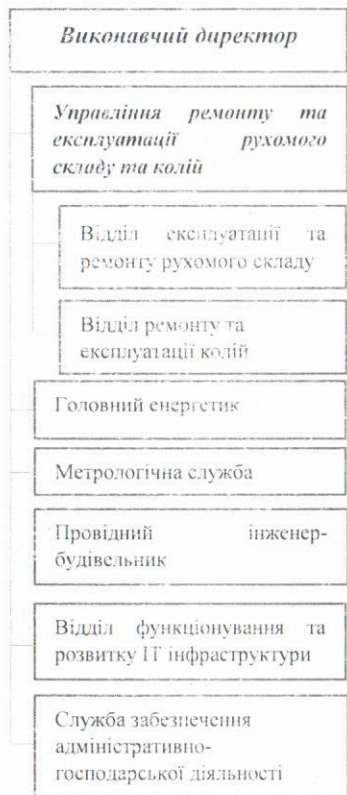 Виконавчий директор
Управління ремонту та
експлуатації рухомого
складу та колій
Відділ експлуатації та
ремонту рухомого складу
Відділ ремонту та
експлуатації колій
Головний енергетик
Метрологічна служба
Провідний інженер-
будівельник
Відділ функціонування та
розвитку ІТ інфраструктури
Служба забезпечення
адміністративно-
господарської діяльності